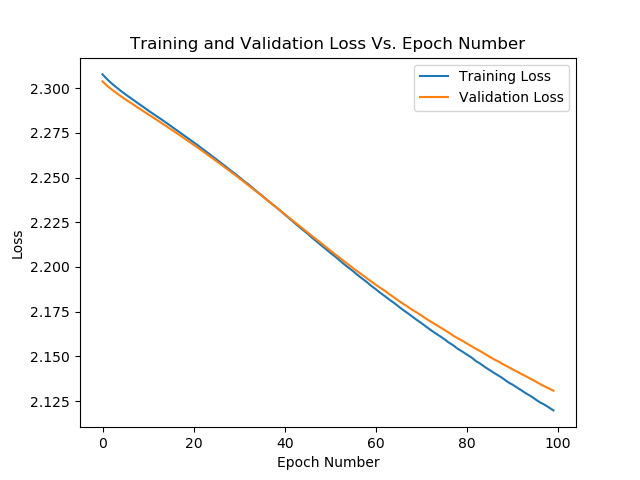 Training and Validation Loss Vs. Epoch Number
Training Loss
Validation Loss
Loss
2.300
2.275
2.250
2.225
2.200
2.175
2.150
2.125
0 20 40 60 80 100
Epoch Number